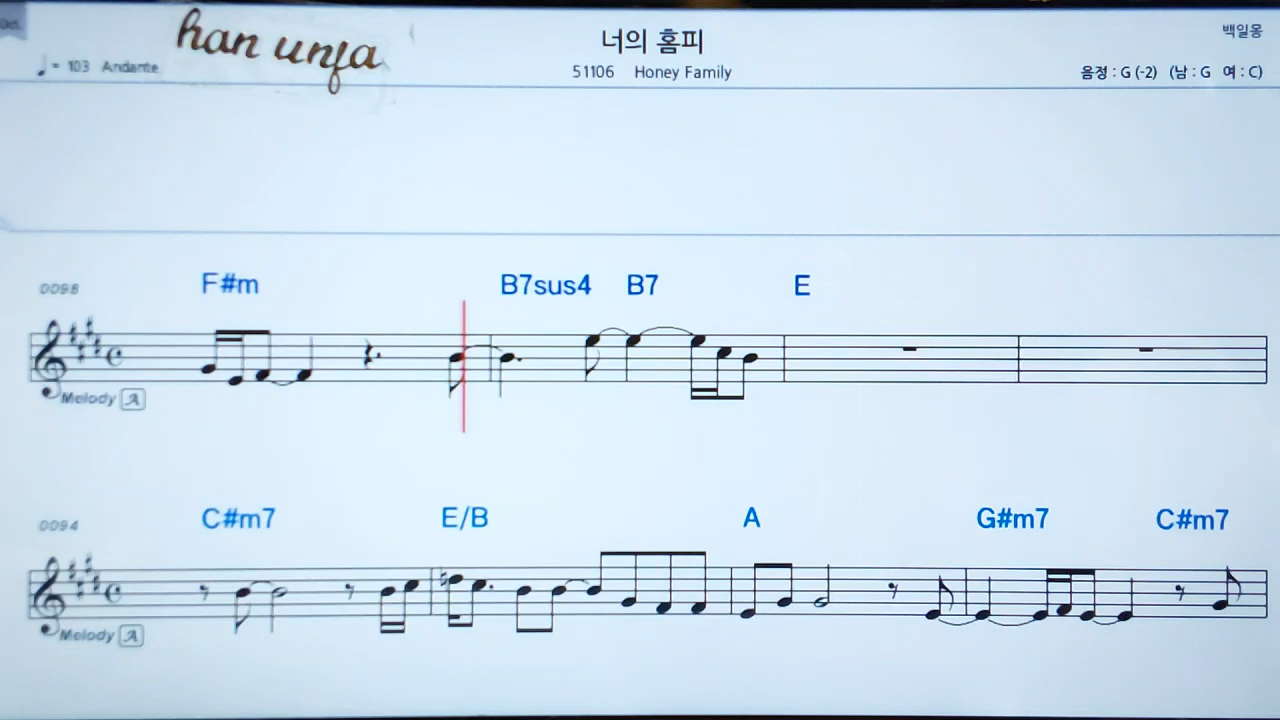 han unja
너의 홈피
백일몽
♩= 103 Andante
51106 Honey Family
음정 : G (-2) (남 : G 여 : C)
0098
F#m B7sus4 B7 E
Melody A
0094
C#m7 E/B A G#m7 C#m7
Melody A